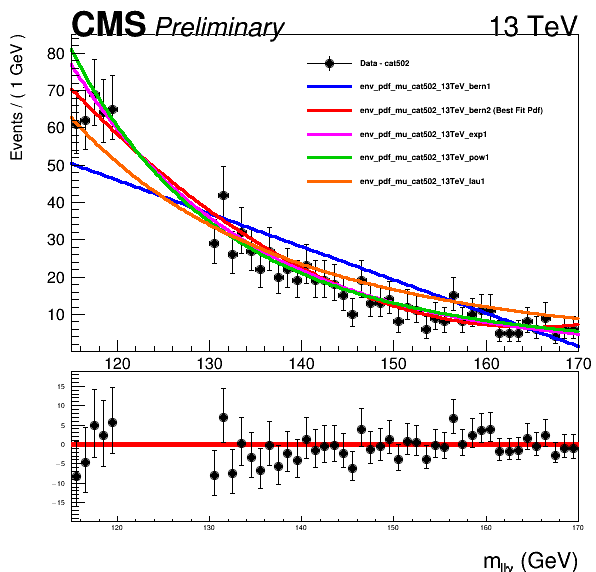 CMS Preliminary 13 TeV
Events / ( 1 GeV )
80
70
60
50
40
30
20
10
Data - cat502
env_pdf_mu_cat502_13TeV_bern1
env_pdf_mu_cat502_13TeV_bern2 (Best Fit Pdf)
env_pdf_mu_cat502_13TeV_exp1
env_pdf_mu_cat502_13TeV_pow1
env_pdf_mu_cat502_13TeV_lau1
120 130 140 150 160 170
15
10
5
0
−5
−10
−15
120 130 140 150 160 170
m_{llγ} (GeV)